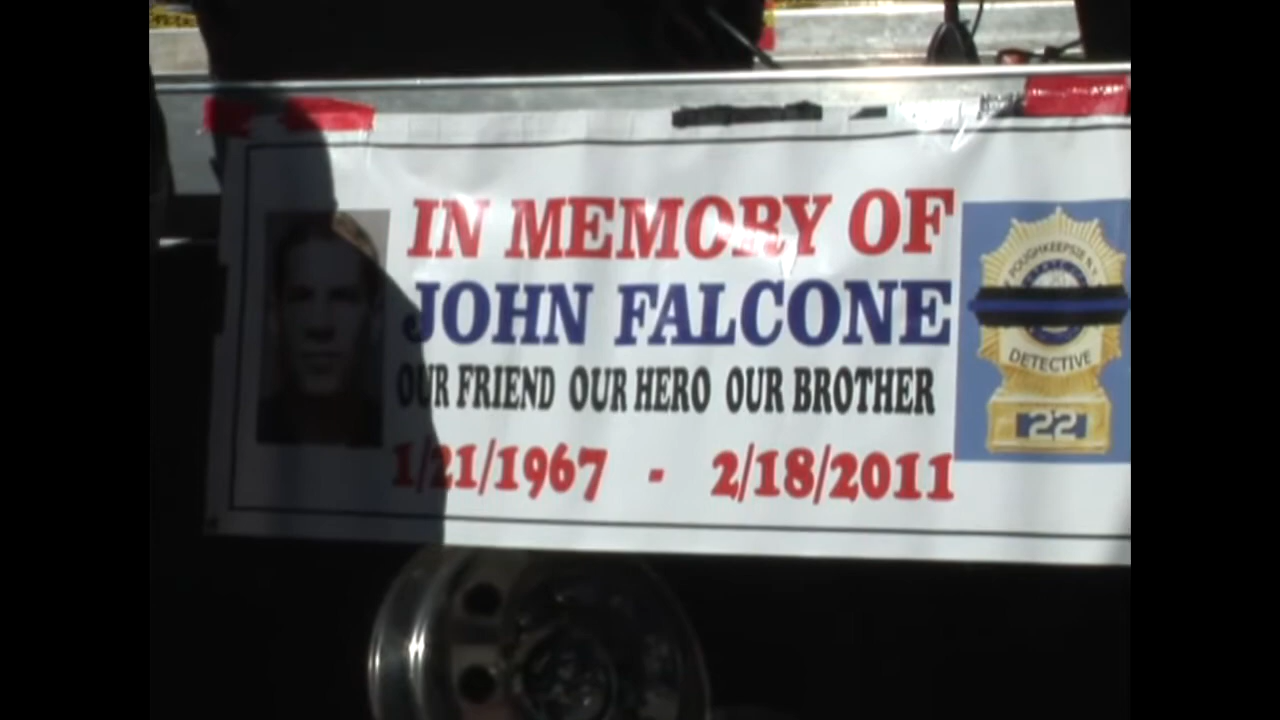 IN MEMORY OF
JOHN FALCONE
OUR FRIEND OUR HERO OUR BROTHER
1/21/1967 - 2/18/2011
POUGHKEEPSIE N.Y.
DETECTIVE
22